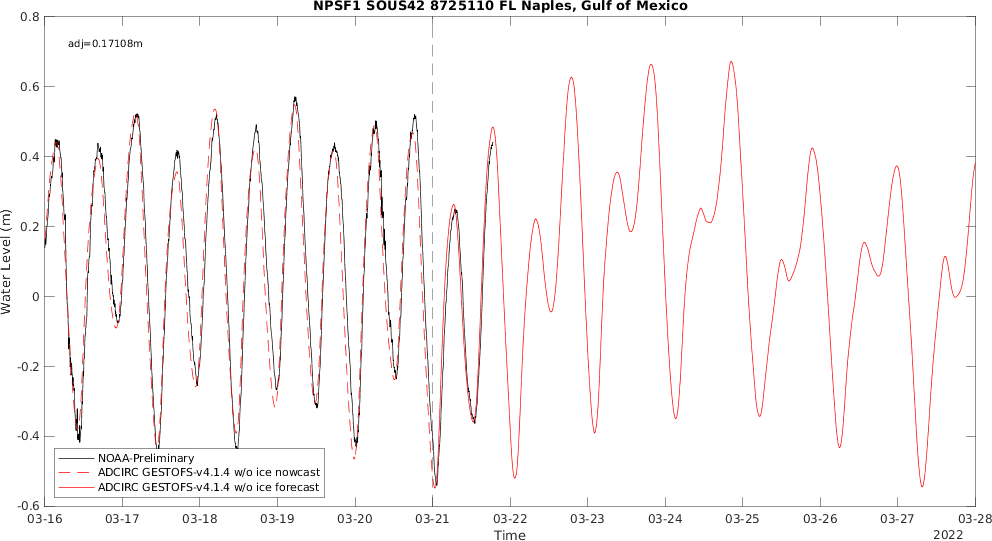 NPSF1 SOUS42 8725110 FL Naples, Gulf of Mexico
adj=0.17108m
0.8
0.6
0.4
0.2
0
-0.2
-0.4
-0.6
Water Level (m)
NOAA-Preliminary
ADCIRC GESTOFS-v4.1.4 w/o ice nowcast
ADCIRC GESTOFS-v4.1.4 w/o ice forecast
03-16 03-17 03-18 03-19 03-20 03-21 03-22 03-23 03-24 03-25 03-26 03-27 03-28
Time
2022